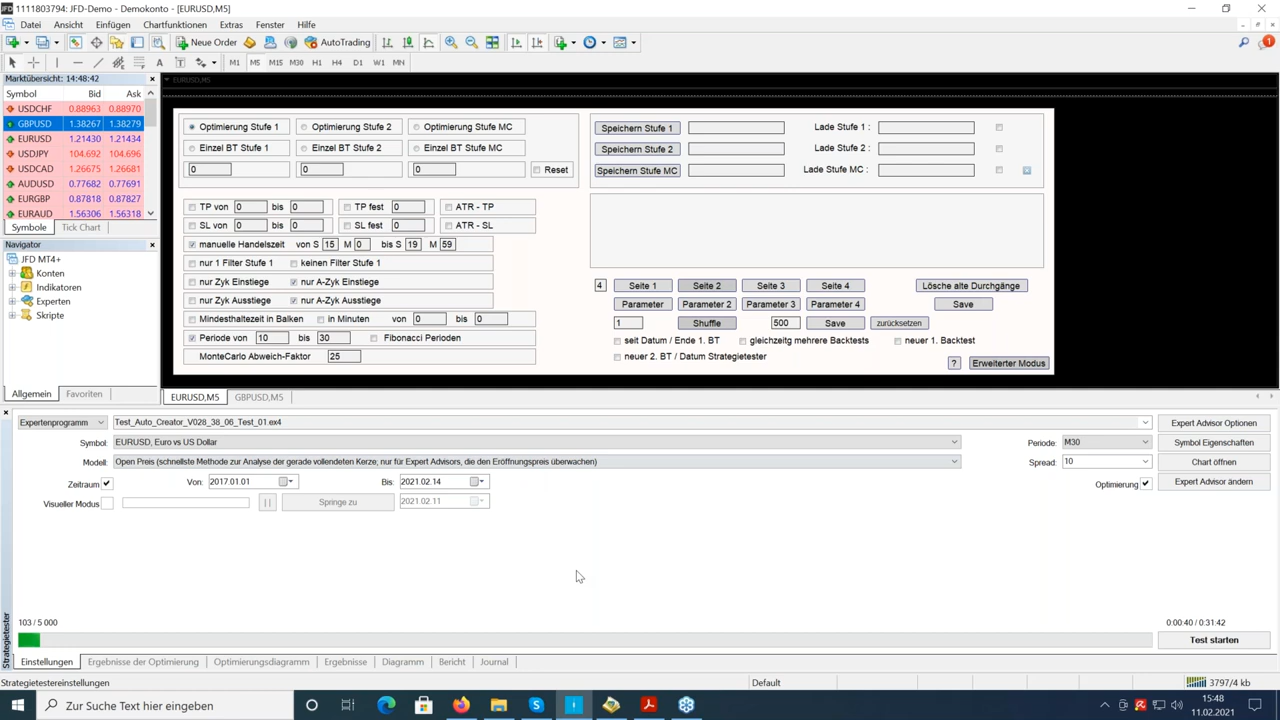 1111803794: JFD-Demo - Demokonto - [EURUSD,M5]
Datei Ansicht Einfügen Chartfunktionen Extras Fenster Hilfe
Neue Order AutoTrading 1
A T M1 M5 M15 M30 H1 H4 D1 W1 MN
Marktübersicht: 14:48:42
Symbol Bid Ask
USDCHF 0.88963 0.88970
GBPUSD 1.38267 1.38279
EURUSD 1.21430 1.21434
USDJPY 104.692 104.696
USDCAD 1.26675 1.26681
AUDUSD 0.77682 0.77691
EURGBP 0.87818 0.87827
EURAUD 1.56306 1.56318
Symbole Tick Chart
Navigator
JFD MT4+
Konten
Indikatoren
Experten
Skripte
Allgemein Favoriten
EURUSD,M5
Optimierung Stufe 1 Optimierung Stufe 2 Optimierung Stufe MC
Einzel BT Stufe 1 Einzel BT Stufe 2 Einzel BT Stufe MC
0 0 0 Reset
TP von 0 bis 0 TP fest 0 ATR - TP
SL von 0 bis 0 SL fest 0 ATR - SL
manuelle Handelszeit von S 15 M 0 bis S 19 M 59
nur 1 Filter Stufe 1 keinen Filter Stufe 1
nur Zyk Einstiege nur A-Zyk Einstiege
nur Zyk Ausstiege nur A-Zyk Ausstiege
Mindesthaltezeit in Balken in Minuten von 0 bis 0
Periode von 10 bis 30 Fibonacci Perioden
MonteCarlo Abweich-Faktor 25
Speichern Stufe 1 Lade Stufe 1 :
Speichern Stufe 2 Lade Stufe 2 :
Speichern Stufe MC Lade Stufe MC :
4 Seite 1 Seite 2 Seite 3 Seite 4 Lösche alte Durchgänge
Parameter Parameter 2 Parameter 3 Parameter 4 Save
1 Shuffle 500 Save zurücksetzen
seit Datum / Ende 1. BT gleichzeitg mehrere Backtests neuer 1. Backtest
neuer 2. BT / Datum Strategietester
? Erweiterter Modus
EURUSD,M5 GBPUSD,M5
Expertenprogramm Test_Auto_Creator_V028_38_06_Test_01.ex4 Expert Advisor Optionen
Symbol: EURUSD, Euro vs US Dollar Periode: M30 Symbol Eigenschaften
Modell: Open Preis (schnellste Methode zur Analyse der gerade vollendeten Kerze; nur für Expert Advisors, die den Eröffnungspreis überwachen) Spread: 10 Chart öffnen
Zeitraum Von: 2017.01.01 Bis: 2021.02.14 Optimierung Expert Advisor ändern
Visueller Modus Springe zu 2021.02.11
103 / 5 000 0:00:40 / 0:31:42
Test starten
Strategietester
Einstellungen Ergebnisse der Optimierung Optimierungsdiagramm Ergebnisse Diagramm Bericht Journal
Strategietestereinstellungen Default 3797/4 kb
Zur Suche Text hier eingeben
15:48
11.02.2021